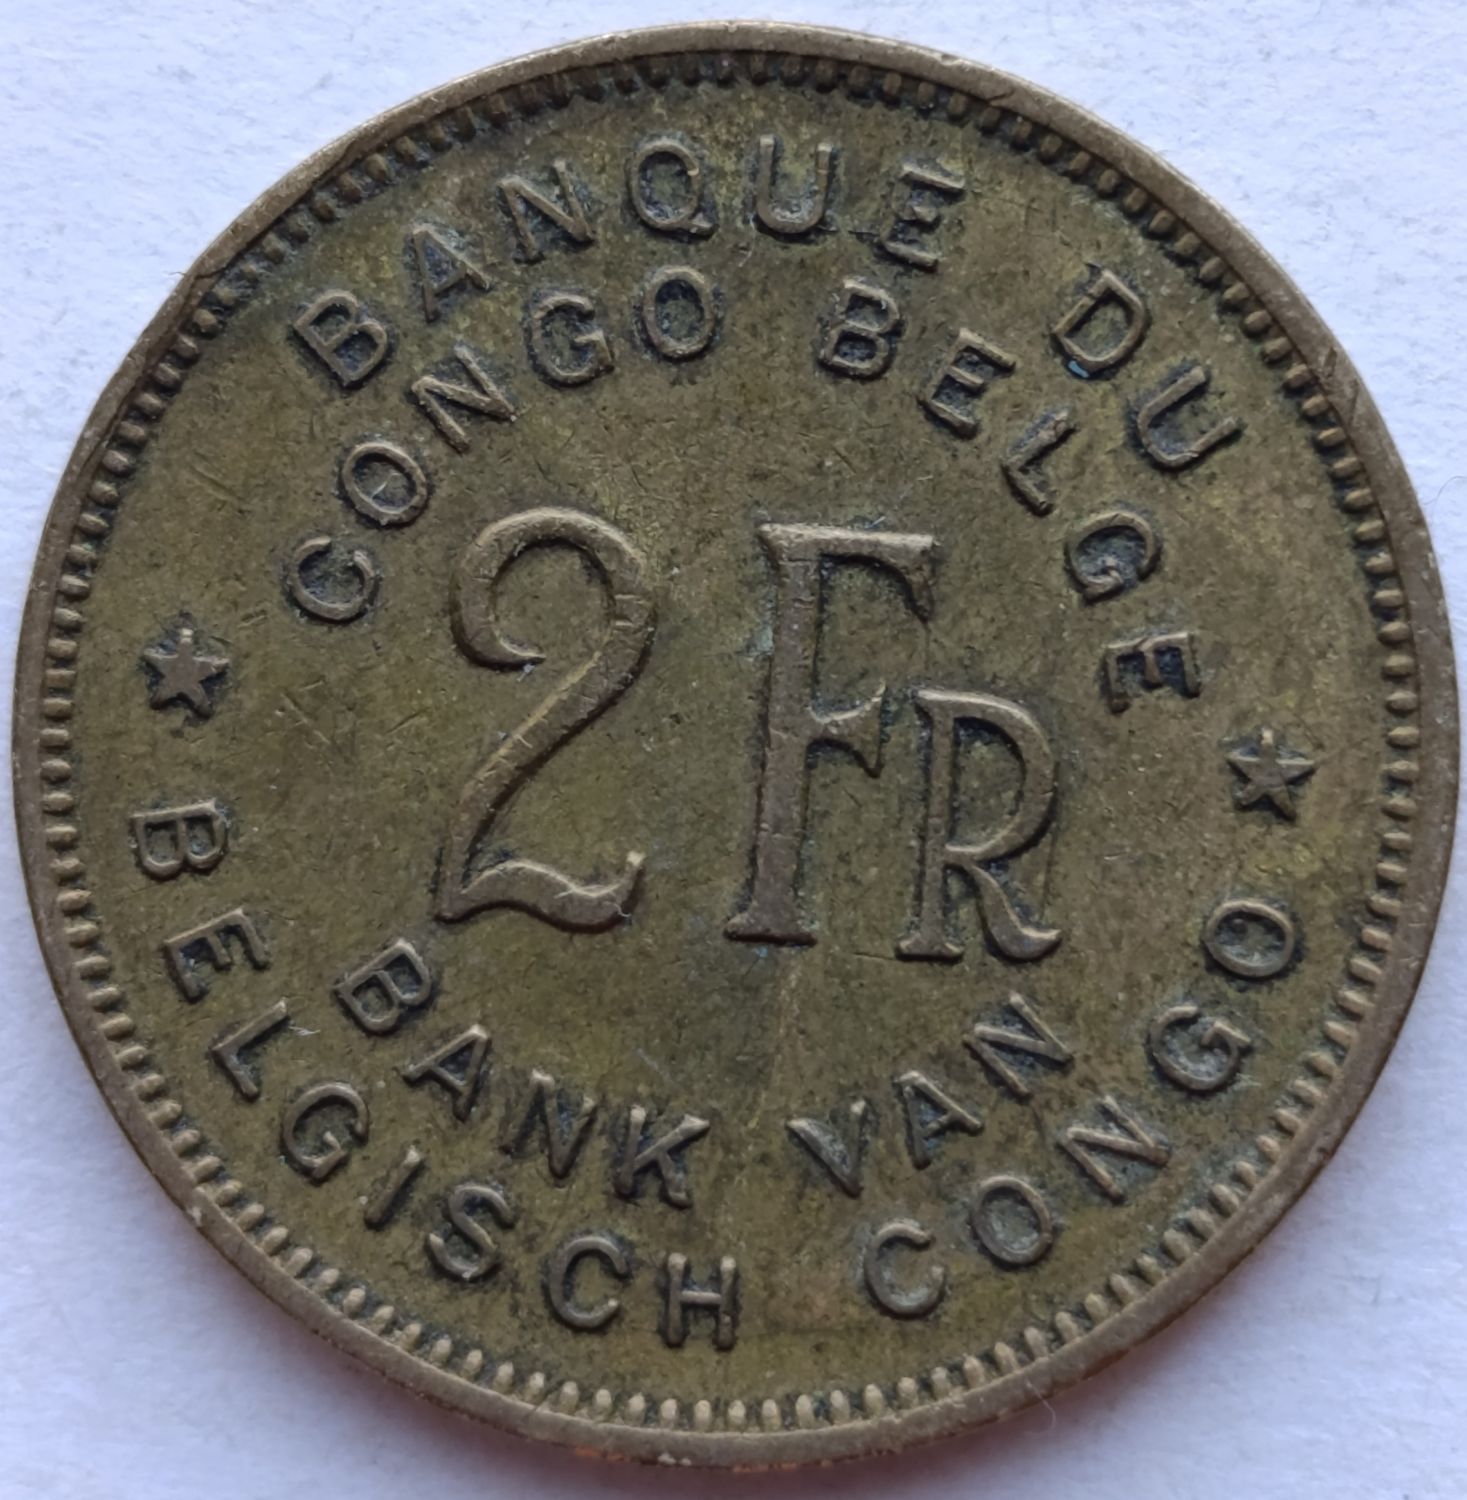 BANQUE DU
CONGO BELGE
2 FR
BANK VAN
BELGISCH CONGO